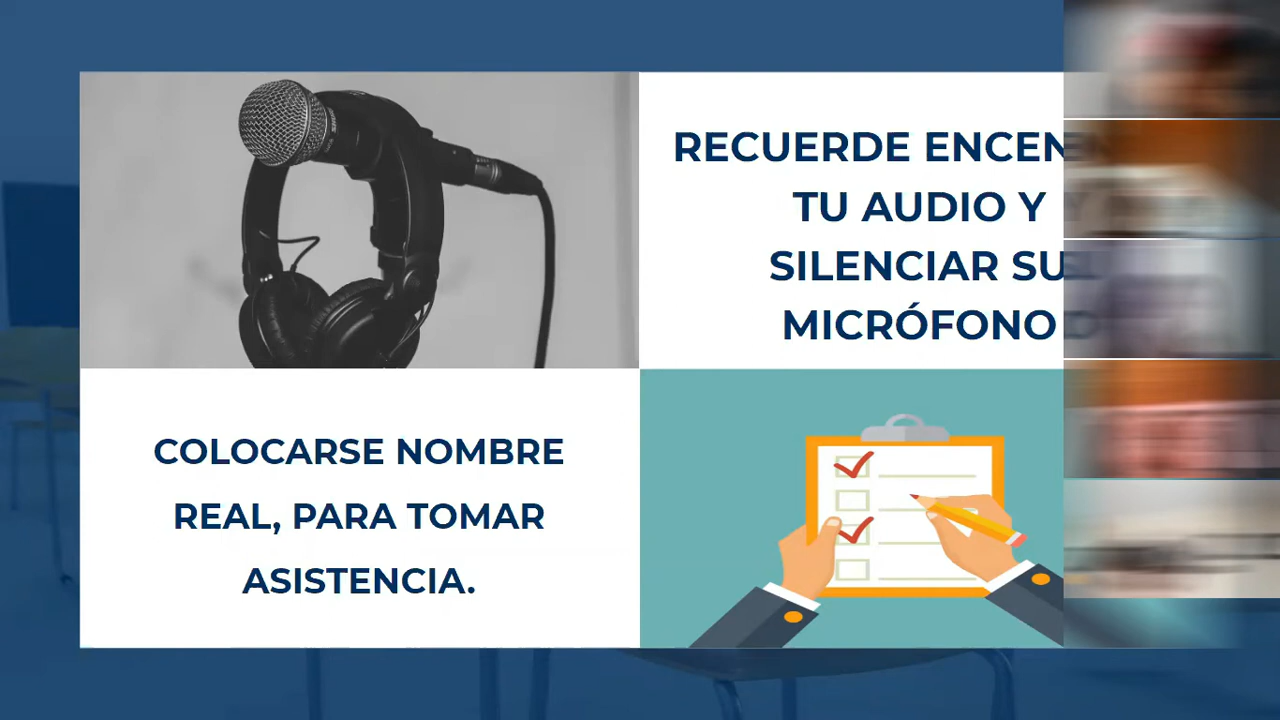 RECUERDE
TU AUDIO Y
SILENCIAR SU
MICRÓFONO
COLOCARSE NOMBRE
REAL, PARA TOMAR
ASISTENCIA.